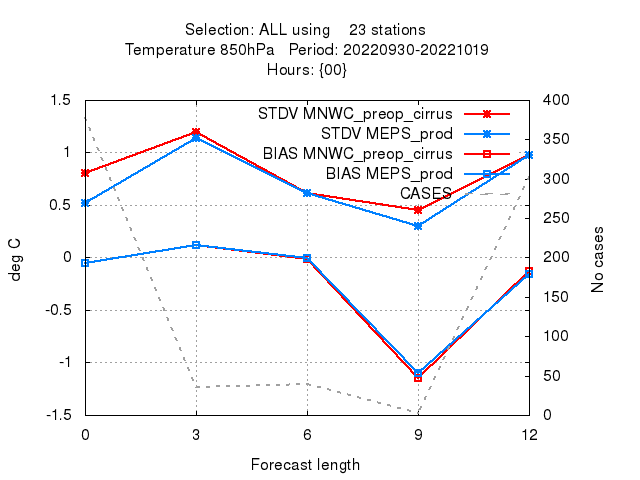 Selection: ALL using 23 stations
Temperature 850hPa Period: 20220930-20221019
Hours: {00}
1.5
1
0.5
0
-0.5
-1
-1.5
deg C
STDV MNWC_preop_cirrus
STDV MEPS_prod
BIAS MNWC_preop_cirrus
BIAS MEPS_prod
CASES
400
350
300
250
200
150
100
50
0
No cases
0 3 6 9 12
Forecast length